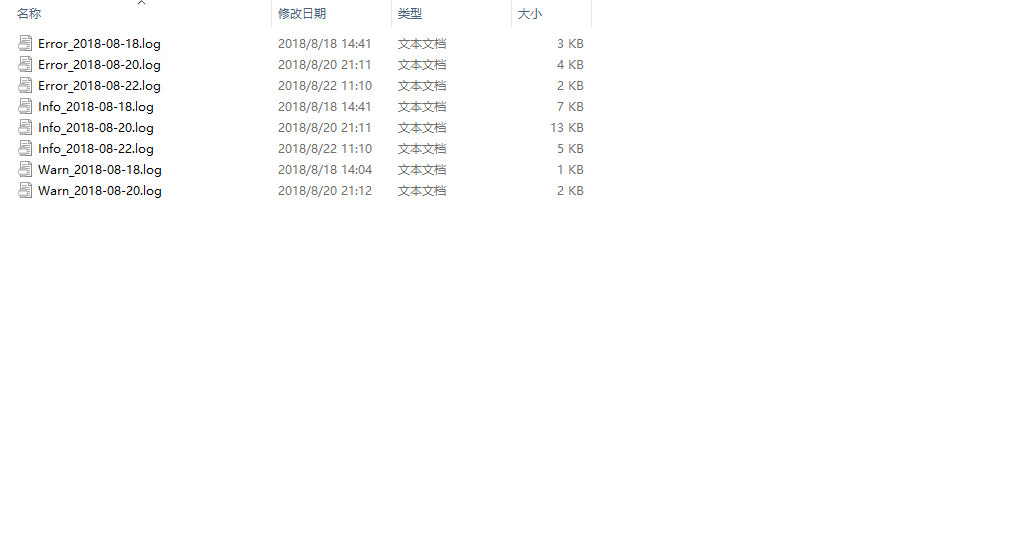 名称 修改日期 类型 大小
Error_2018-08-18.log 2018/8/18 14:41 文本文档 3 KB
Error_2018-08-20.log 2018/8/20 21:11 文本文档 4 KB
Error_2018-08-22.log 2018/8/22 11:10 文本文档 2 KB
Info_2018-08-18.log 2018/8/18 14:41 文本文档 7 KB
Info_2018-08-20.log 2018/8/20 21:11 文本文档 13 KB
Info_2018-08-22.log 2018/8/22 11:10 文本文档 5 KB
Warn_2018-08-18.log 2018/8/18 14:04 文本文档 1 KB
Warn_2018-08-20.log 2018/8/20 21:12 文本文档 2 KB